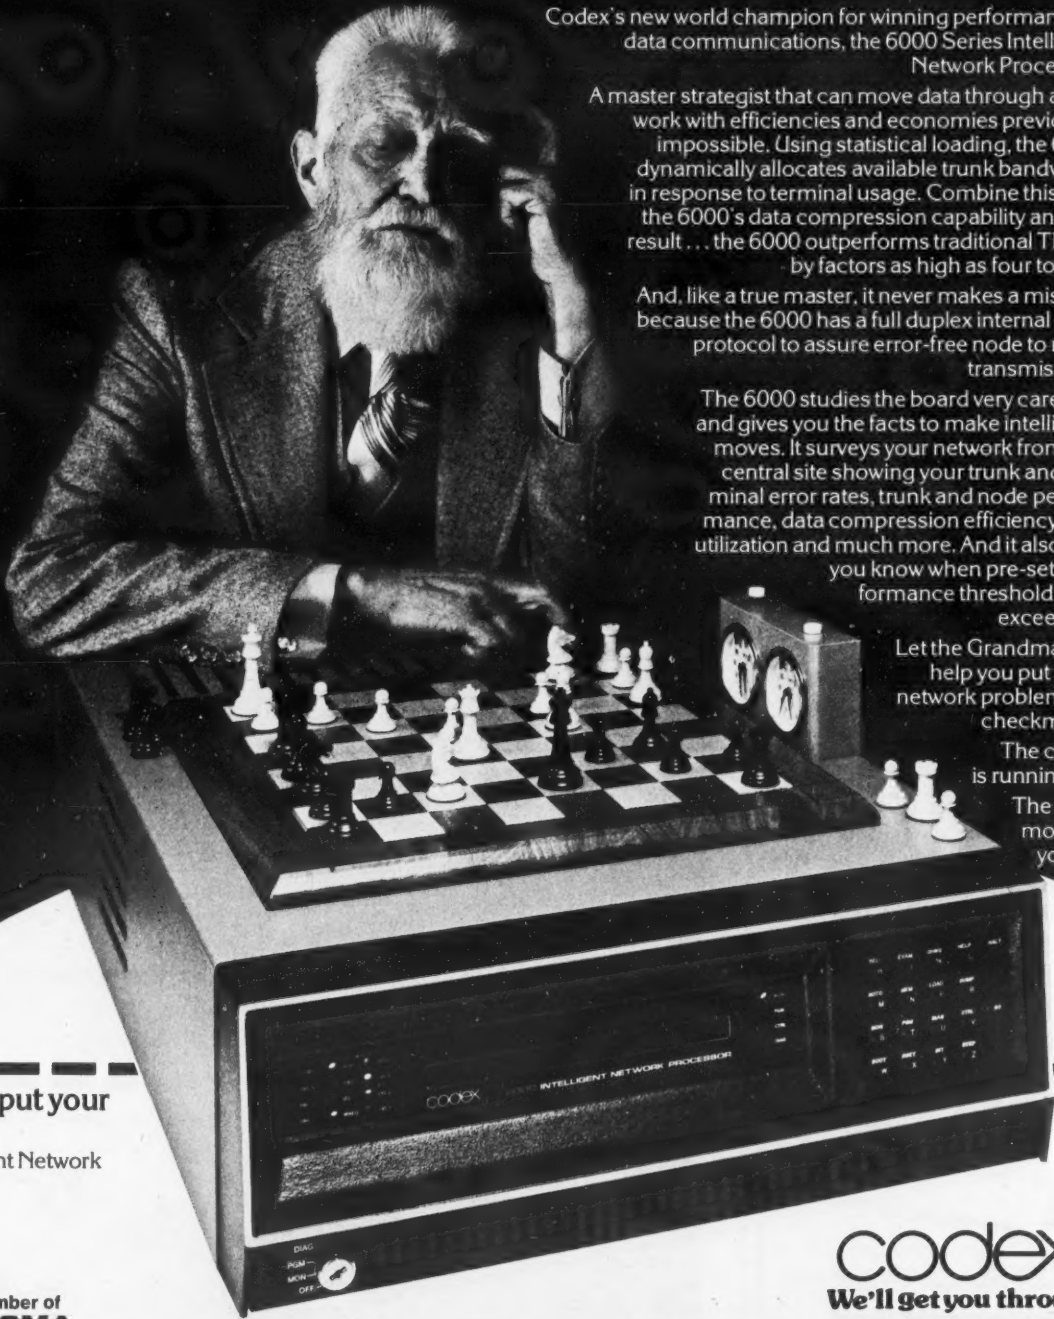 Codex's new world champion for winning performan
data communications, the 6000 Series Intell
Network Proce
A master strategist that can move data through a
work with efficiencies and economies previo
impossible. Using statistical loading, the
dynamically allocates available trunk bandw
in response to terminal usage. Combine this
the 6000's data compression capability an
result ... the 6000 outperforms traditional T
by factors as high as four to
And, like a true master, it never makes a mis
because the 6000 has a full duplex internal
protocol to assure error-free node to
transmis
The 6000 studies the board very care
and gives you the facts to make intelli
moves. It surveys your network from
central site showing your trunk and
minal error rates, trunk and node pe
mance, data compression efficiency
utilization and much more. And it also
you know when pre-set
formance threshold
excee
Let the Grandma
help you put
network problem
checkm
The c
is runnin
The
mo
yo
codex
INTELLIGENT NETWORK PROCESSOR
HELP
HALT
LOAD
DIAG
PGM
MON
OFF
put your
nt Network
mber of
codex
We'll get you throu